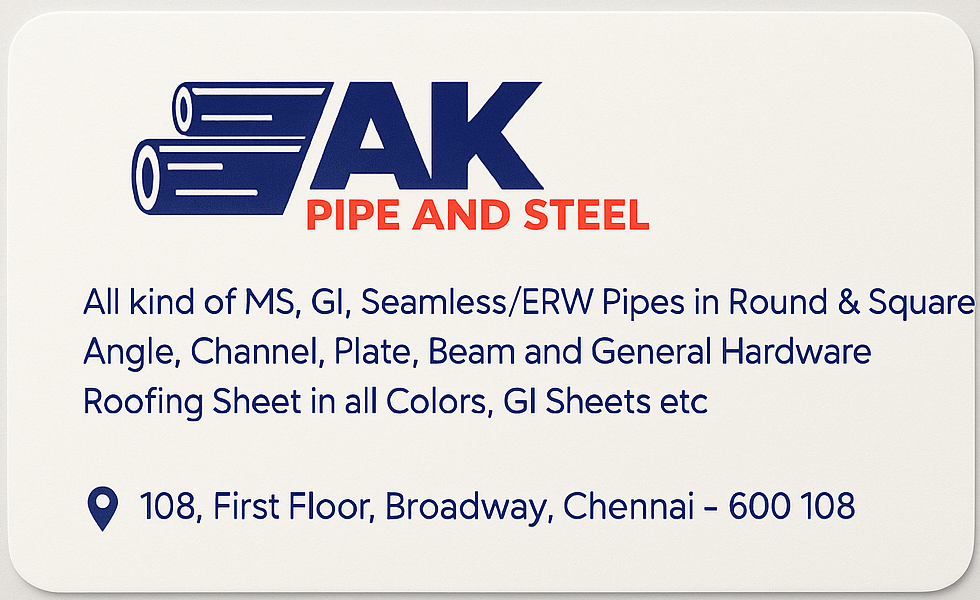 AK
PIPE AND STEEL
All kind of MS, GI, Seamless/ERW Pipes in Round & Square
Angle, Channel, Plate, Beam and General Hardware
Roofing Sheet in all Colors, GI Sheets etc
108, First Floor, Broadway, Chennai - 600 108